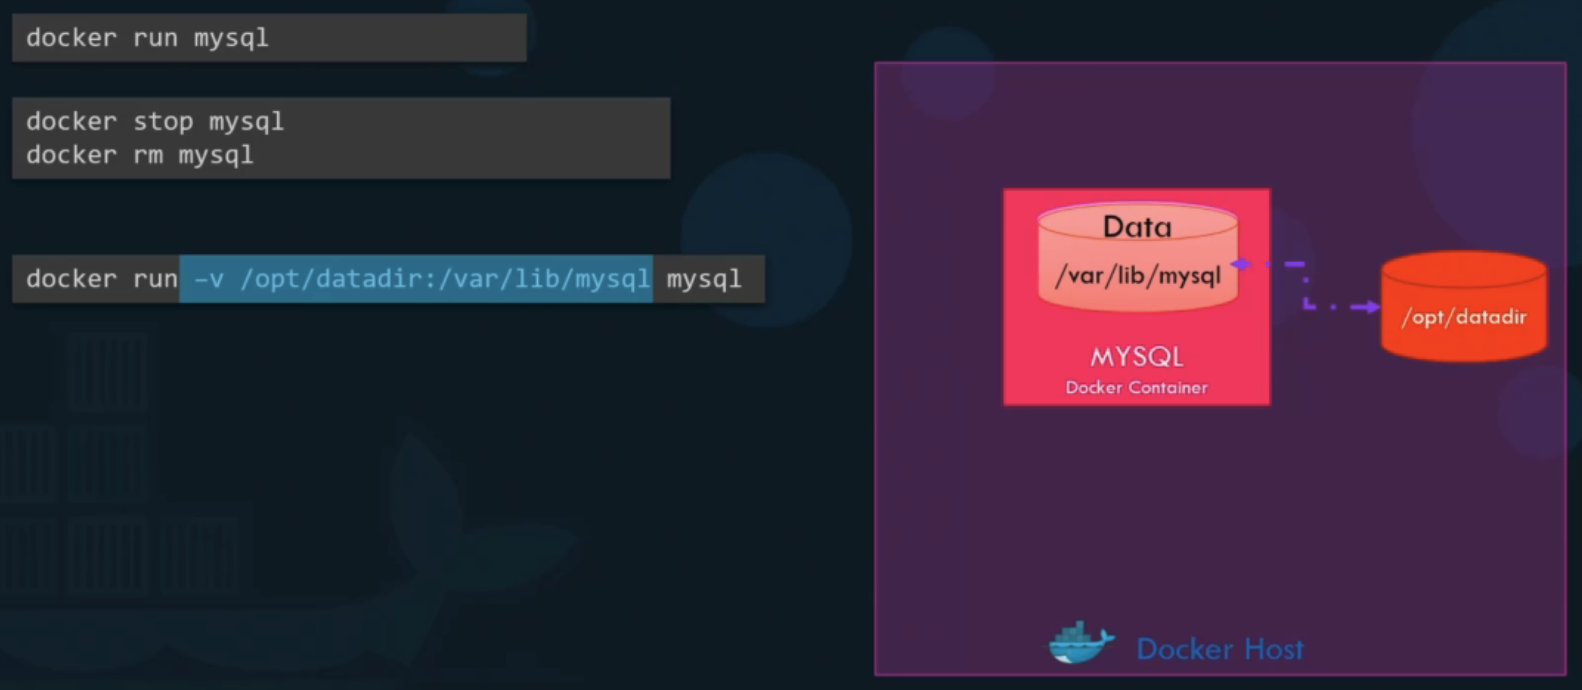 docker run mysql
docker stop mysql
docker rm mysql
docker run –v /opt/datadir:/var/lib/mysql mysql
Data
/var/lib/mysql
MYSQL
Docker Container
/opt/datadir
Docker Host